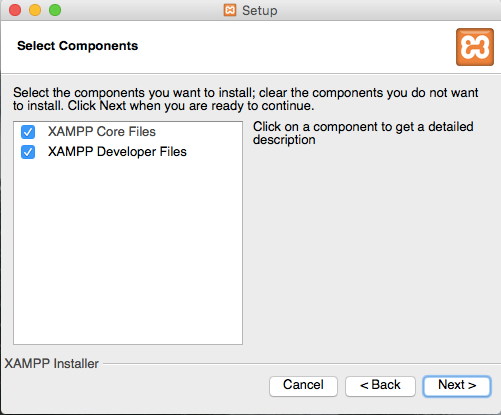 Setup
Select Components
Select the components you want to install; clear the components you do not want
to install. Click Next when you are ready to continue.
XAMPP Core Files
XAMPP Developer Files
Click on a component to get a detailed
description
XAMPP Installer
Cancel
< Back
Next >